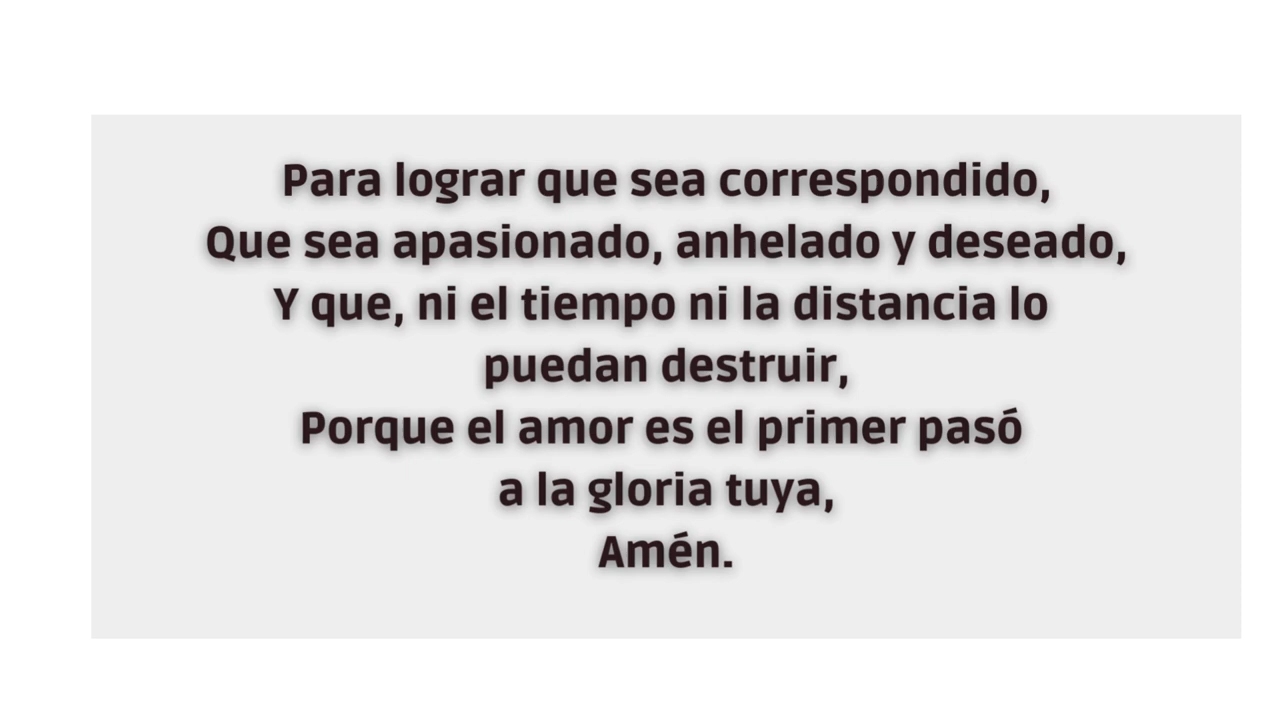 Para lograr que sea correspondido,
Que sea apasionado, anhelado y deseado,
Y que, ni el tiempo ni la distancia lo
puedan destruir,
Porque el amor es el primer pasó
a la gloria tuya,
Amén.